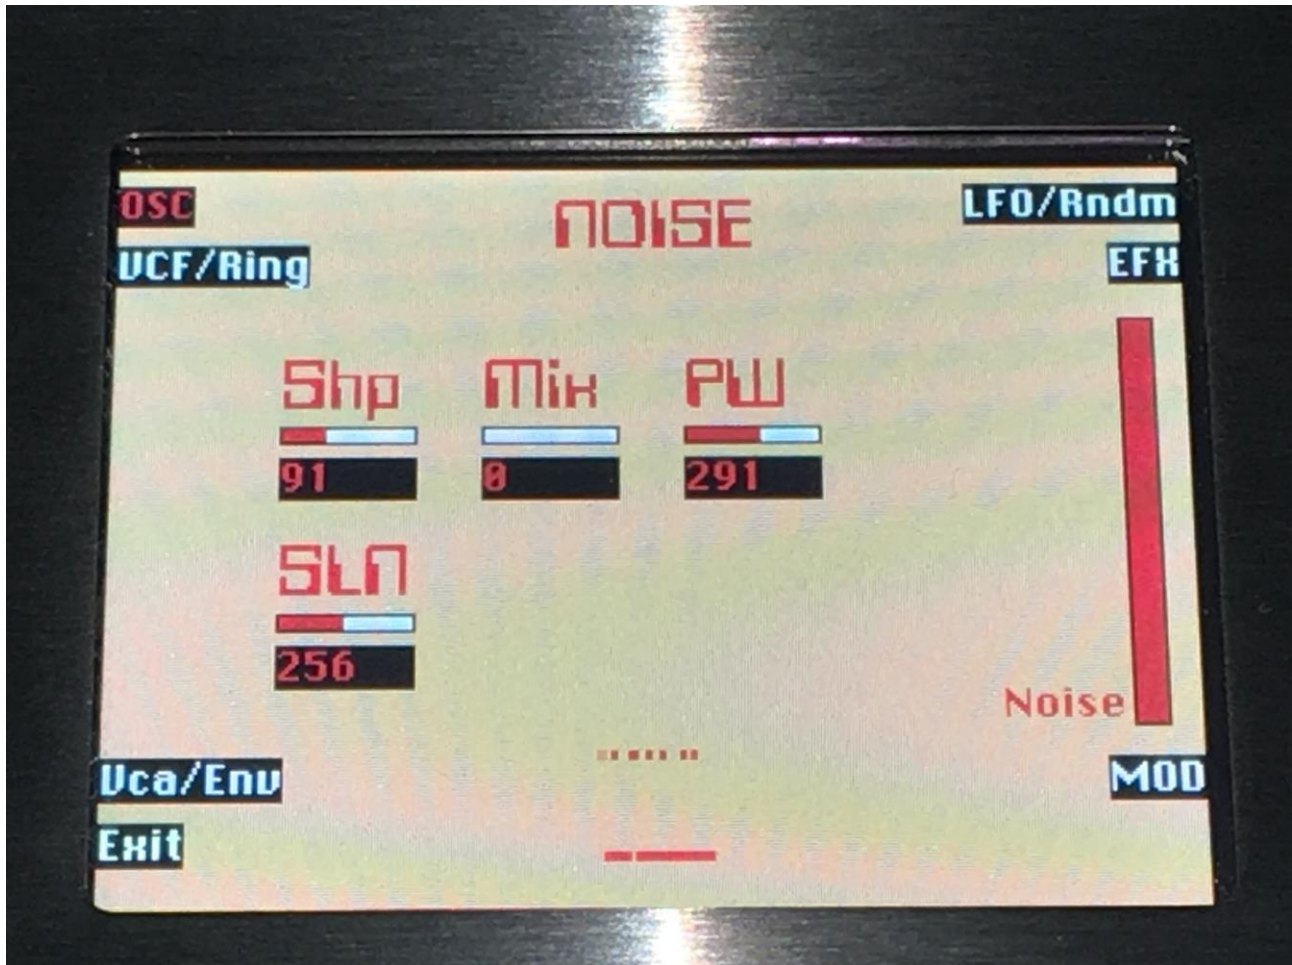 OSC
NOISE
LFO/Rndm
VCF/Ring
EFX
Shp
Mix
PW
91
0
291
SLN
256
Noise
Vca/Env
MOD
Exit